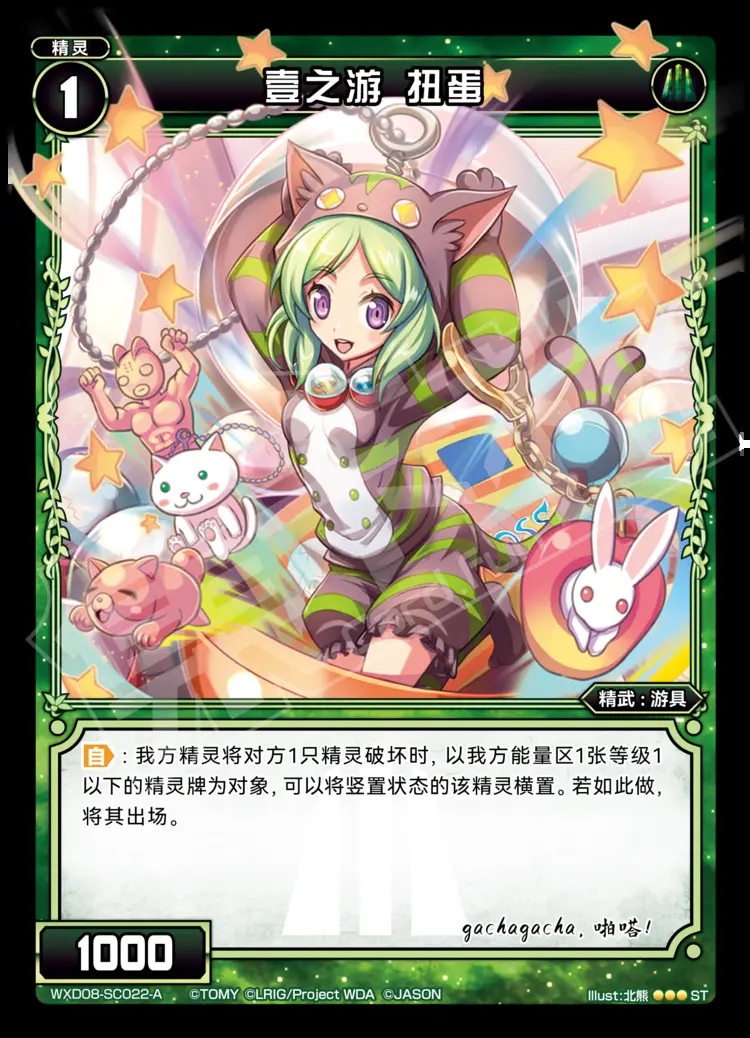 精灵
1
壹之游 扭蛋
精武：游具
自：我方精灵将对方1只精灵破坏时，以我方能量区1张等级1
以下的精灵牌为对象，可以将竖置状态的该精灵横置。若如此做，
将其出场。
gachagacha，啪嗒！
1000
WXD08-SC022-A ©TOMY ©LRIG/Project WDA ©JASON
Illust:北熊 ST